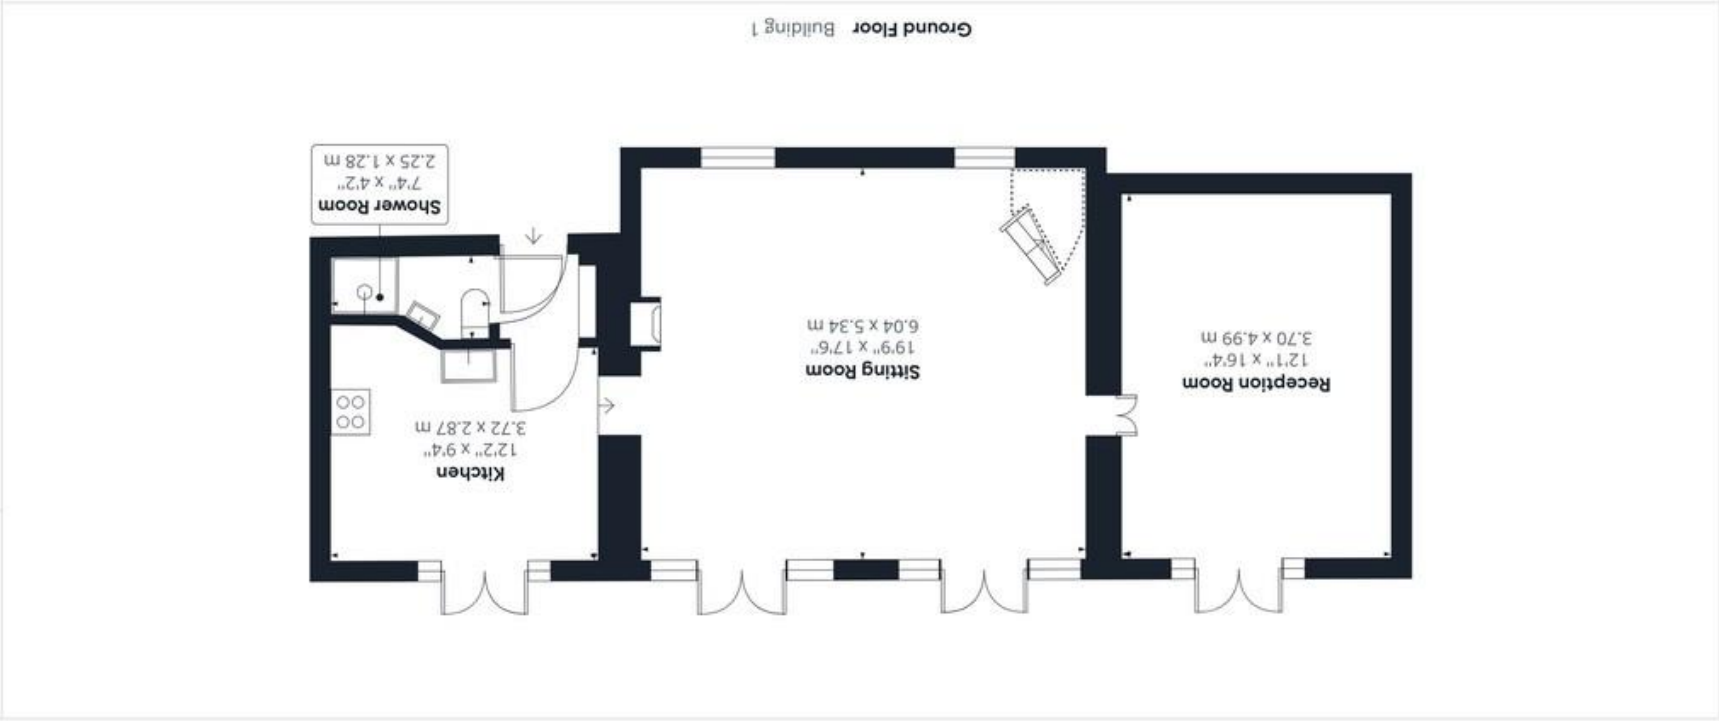 Reception Room
12'1" x 16'4"
3.70 x 4.99 m
Sitting Room
19'9" x 17'6"
6.04 x 5.34 m
Kitchen
12'2" x 9'4"
3.72 x 2.87 m
Shower Room
7'4" x 4'2"
2.25 x 1.28 m
Ground Floor Building 1